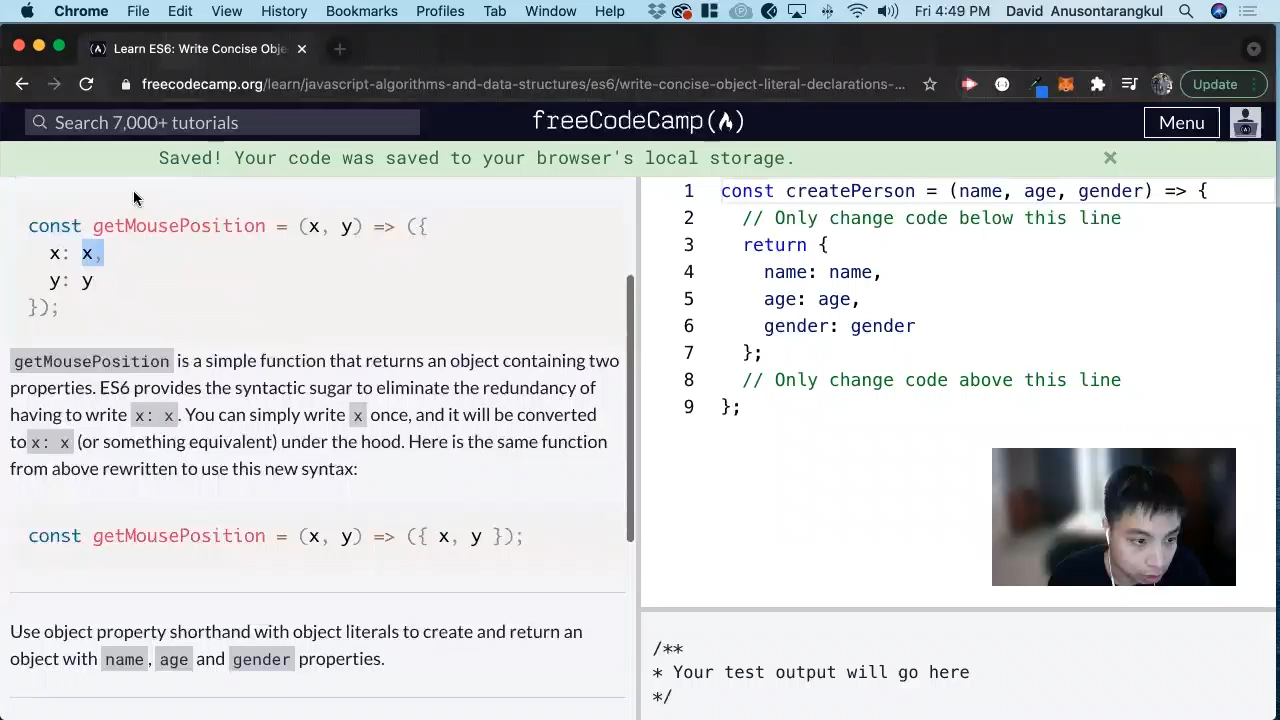 Chrome File Edit View History Bookmarks Profiles Tab Window Help Fri 4:49 PM David Anusontarangkul
Learn ES6: Write Concise Obje
freecodecamp.org/learn/javascript-algorithms-and-data-structures/es6/write-concise-object-literal-declarations-... Update
Search 7,000+ tutorials freeCodeCamp Menu
Saved! Your code was saved to your browser's local storage.
const getMousePosition = (x, y) => ({
x: x,
y: y
});
getMousePosition is a simple function that returns an object containing two
properties. ES6 provides the syntactic sugar to eliminate the redundancy of
having to write x: x. You can simply write x once, and it will be converted
to x: x (or something equivalent) under the hood. Here is the same function
from above rewritten to use this new syntax:
const getMousePosition = (x, y) => ({ x, y });
Use object property shorthand with object literals to create and return an
object with name, age and gender properties.
1 const createPerson = (name, age, gender) => {
2 // Only change code below this line
3 return {
4 name: name,
5 age: age,
6 gender: gender
7 };
8 // Only change code above this line
9 };
/**
* Your test output will go here
*/